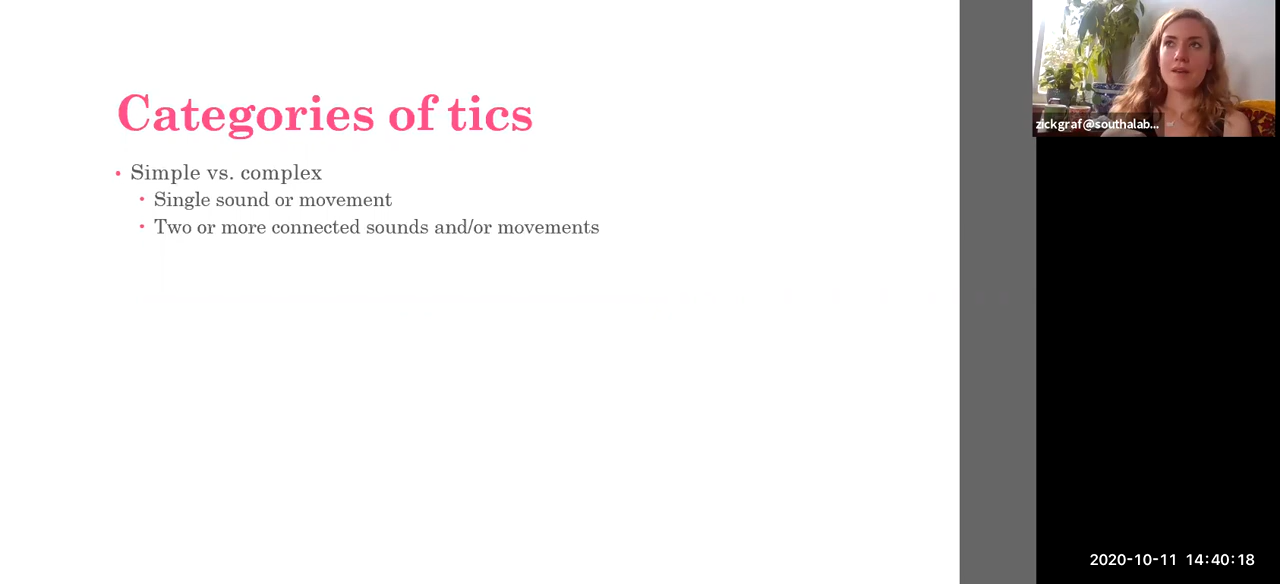 Categories of tics
• Simple vs. complex
• Single sound or movement
• Two or more connected sounds and/or movements
zickgraf@southalab...
2020-10-11 14:40:18